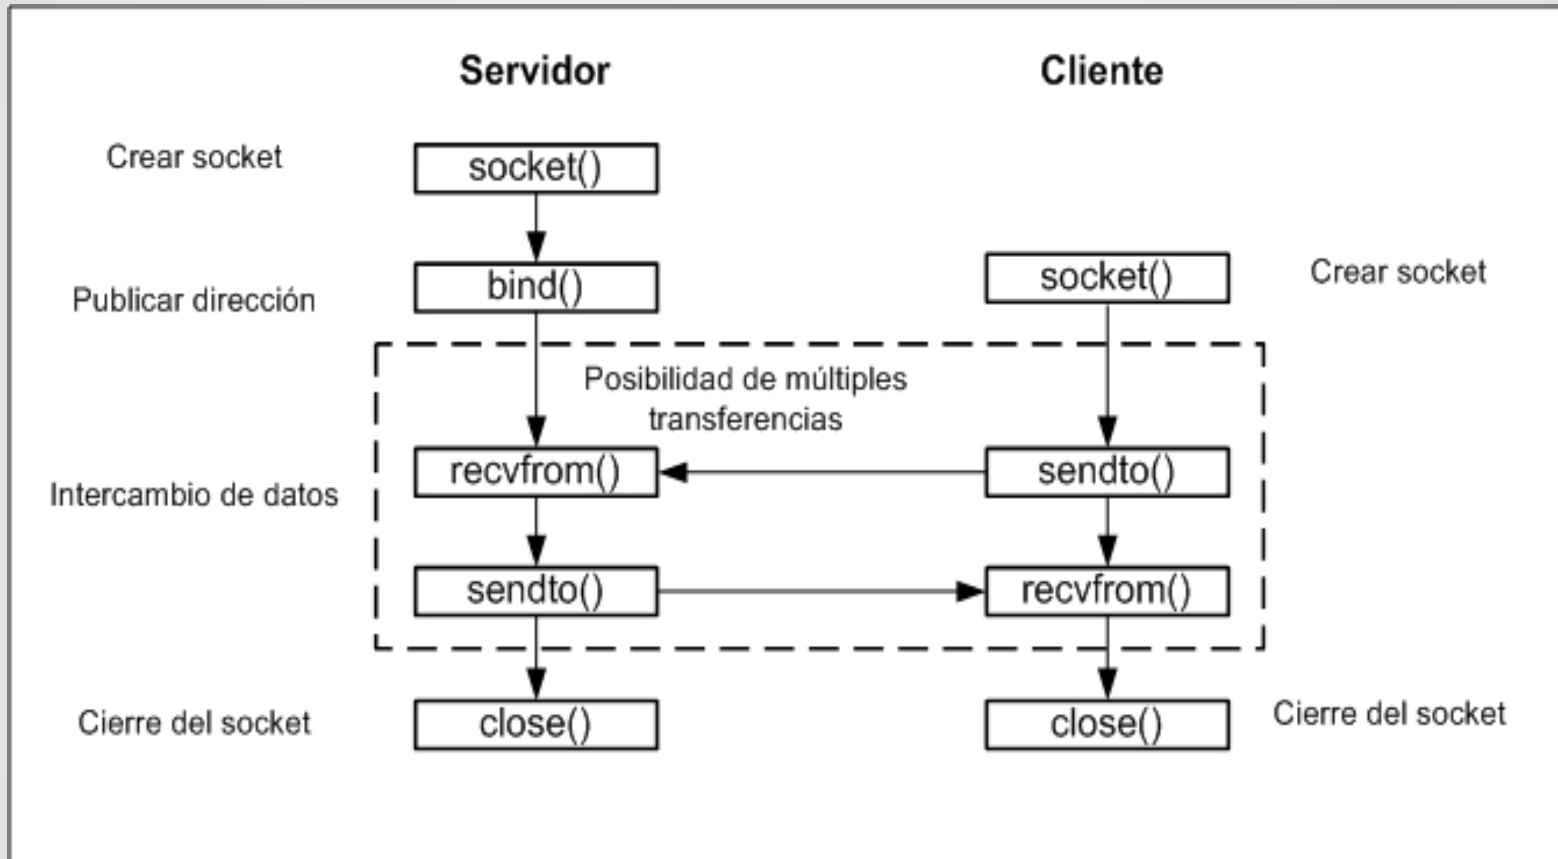 Servidor
Cliente
Crear socket
socket()
Publicar dirección
bind()
socket()
Crear socket
Posibilidad de múltiples
transferencias
Intercambio de datos
recvfrom()
sendto()
sendto()
recvfrom()
Cierre del socket
close()
close()
Cierre del socket